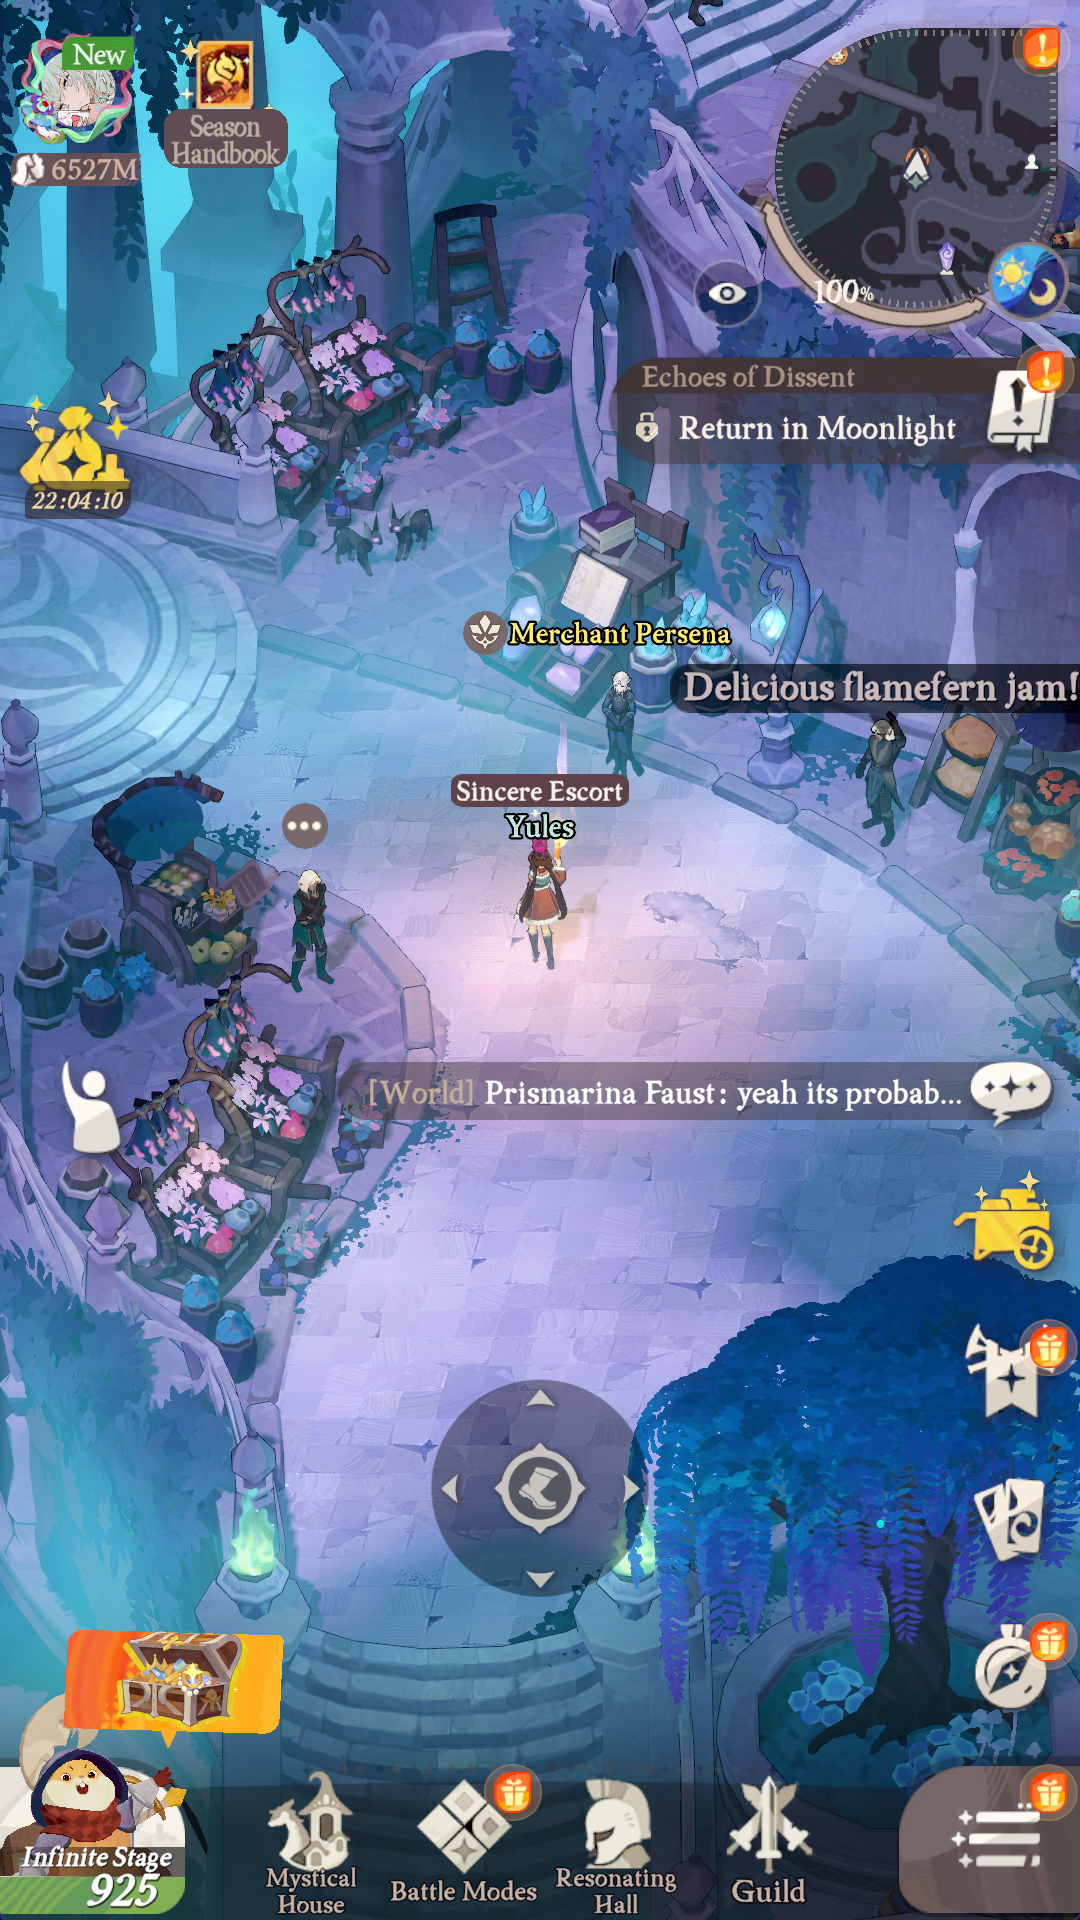 New
6527M
Season
Handbook
100%
Echoes of Dissent
Return in Moonlight
22:04:10
Merchant Persena
Delicious flamefern jam!
Sincere Escort
Yules
[World] Prismarina Faust: yeah its probab...
Infinite Stage
925
Mystical
House
Battle Modes
Resonating
Hall
Guild